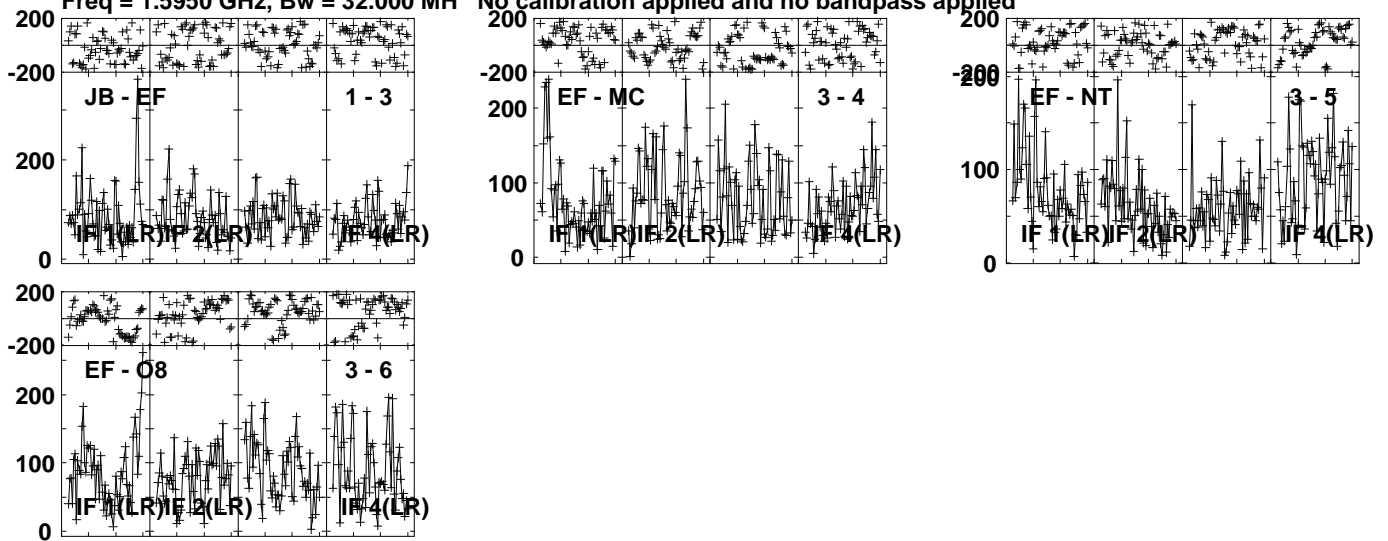 Freq = 1.5950 GHz, Bw = 32.000 MH No calibration applied and no bandpass applied
200 200 200
-200 -200 -200
JB - EF 1 - 3 EF - MC 3 - 4 EF - NT 3 - 5
200 200
200 100 100
IF 1(LR) IF 2(LR) IF 4(LR) IF 1(LR) IF 2(LR) IF 4(LR) IF 1(LR) IF 2(LR) IF 4(LR)
0 0 0
200
-200
EF - O8 3 - 6
200
100
IF 1(LR) IF 2(LR) IF 4(LR)
0